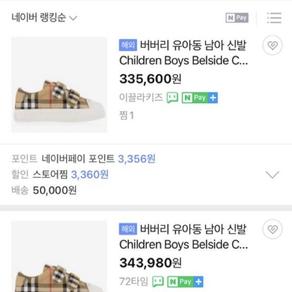 네이버 랭킹순
N Pay
해외 버버리 유아동 남아 신발
Children Boys Belside C...
335,600원
이끌라키즈 N Pay +
찜 1
포인트 네이버페이 포인트 3,356원
할인 스토어찜 3,360원
배송 50,000원
해외 버버리 유아동 남아 신발
Children Boys Belside C...
343,980원
72타임 N Pay +